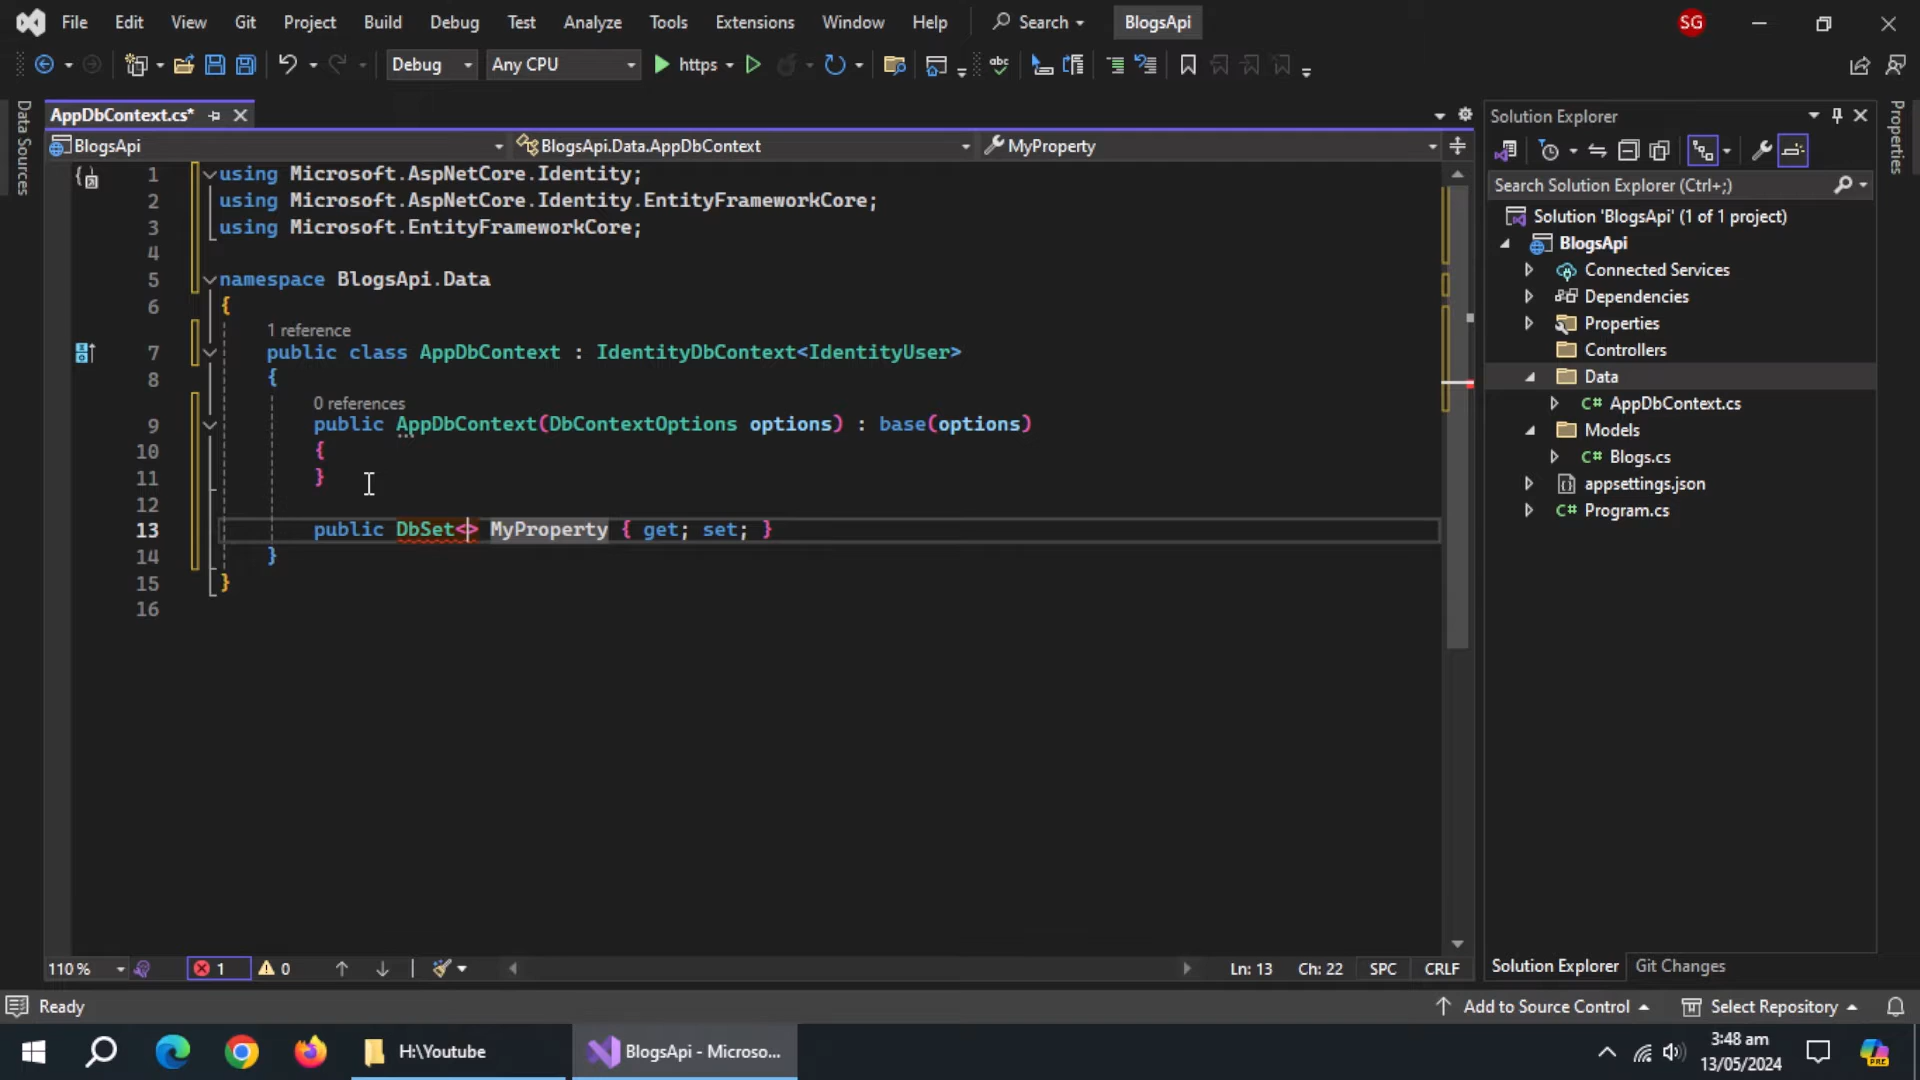 File Edit View Git Project Build Debug Test Analyze Tools Extensions Window Help Search BlogsApi SG
Debug Any CPU https abc
Data Sources
AppDbContext.cs*
BlogsApi BlogsApi.Data.AppDbContext MyProperty
1 using Microsoft.AspNetCore.Identity;
2 using Microsoft.AspNetCore.Identity.EntityFrameworkCore;
3 using Microsoft.EntityFrameworkCore;
4
5 namespace BlogsApi.Data
6 {
1 reference
7 public class AppDbContext : IdentityDbContext<IdentityUser>
8 {
0 references
9 public AppDbContext(DbContextOptions options) : base(options)
10 {
11 }
12
13 public DbSet<> MyProperty { get; set; }
14 }
15 }
16
110 % 1 0 Ln: 13 Ch: 22 SPC CRLF
Solution Explorer
Search Solution Explorer (Ctrl+;)
Solution 'BlogsApi' (1 of 1 project)
BlogsApi
Connected Services
Dependencies
Properties
Controllers
Data
C# AppDbContext.cs
Models
C# Blogs.cs
appsettings.json
C# Program.cs
Solution Explorer Git Changes
Properties
Ready Add to Source Control Select Repository
H:\Youtube BlogsApi - Microso...
3:48 am
13/05/2024
PRE